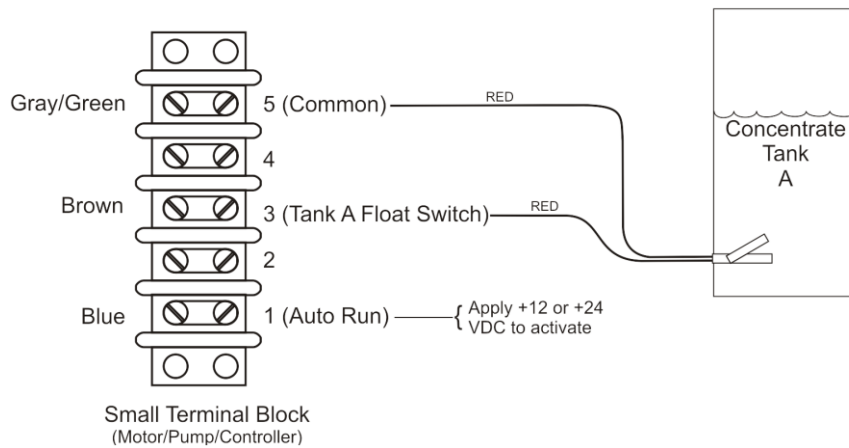 Gray/Green
5 (Common)
RED
Concentrate
Tank
A
4
Brown
3 (Tank A Float Switch)
RED
2
Blue
1 (Auto Run)
Apply +12 or +24
VDC to activate
Small Terminal Block
(Motor/Pump/Controller)